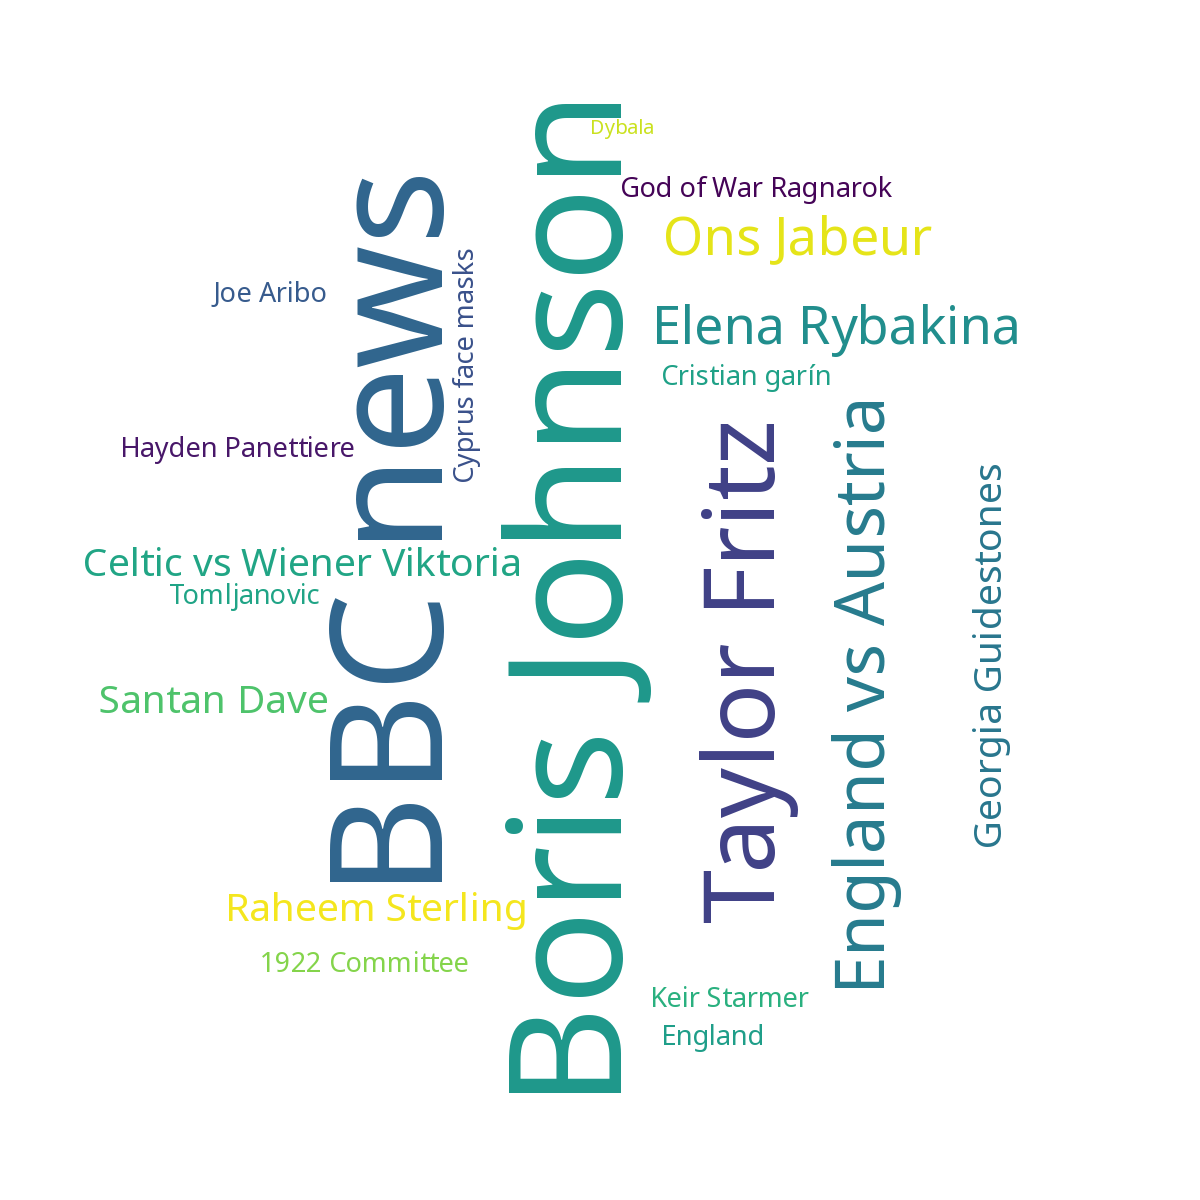 Dybala
God of War Ragnarok
Ons Jabeur
Joe Aribo
Elena Rybakina
Cristian garín
Cyprus face masks
BBC news
Boris Johnson
Hayden Panettiere
Taylor Fritz
England vs Austria
Georgia Guidestones
Celtic vs Wiener Viktoria
Tomljanovic
Santan Dave
Raheem Sterling
1922 Committee
Keir Starmer
England